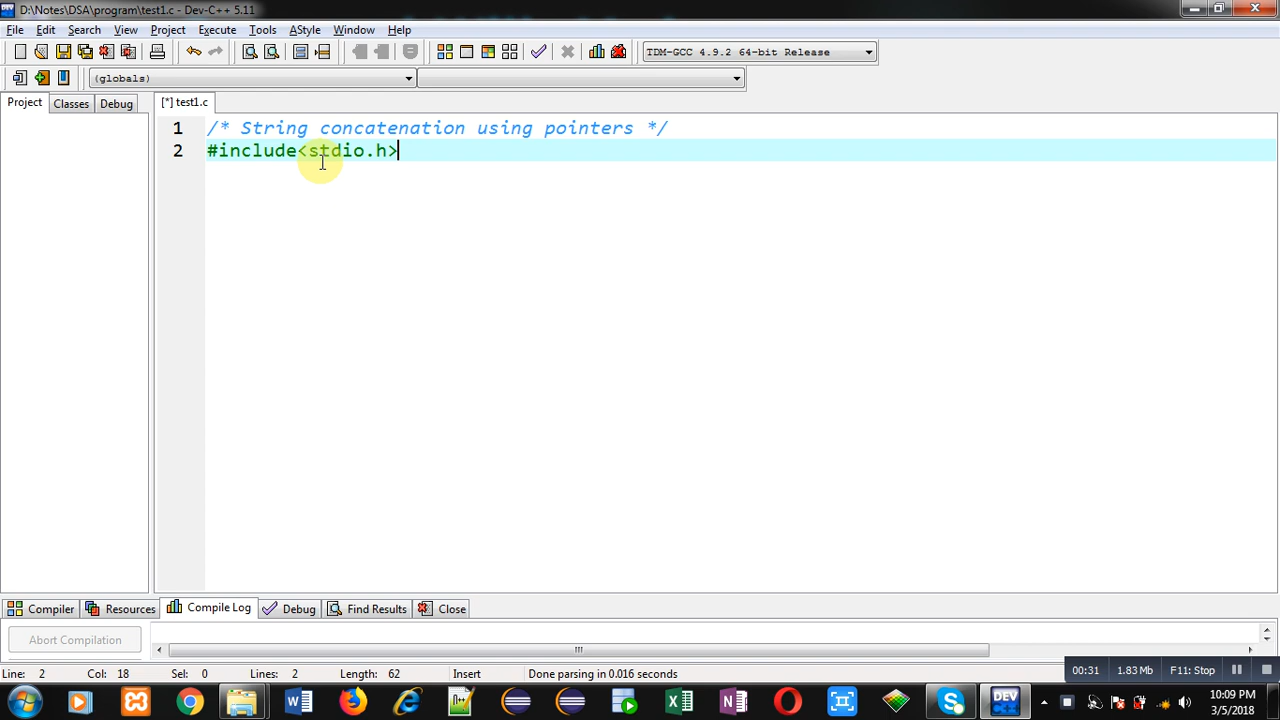 D:\Notes\DSA\program\test1.c - Dev-C++ 5.11
File Edit Search View Project Execute Tools AStyle Window Help
TDM-GCC 4.9.2 64-bit Release
(globals)
Project Classes Debug
[*] test1.c
1 /* String concatenation using pointers */
2 #include<stdio.h>
Compiler Resources Compile Log Debug Find Results Close
Abort Compilation
Line: 2 Col: 18 Sel: 0 Lines: 2 Length: 62 Insert Done parsing in 0.016 seconds
00:31 1.83 Mb F11: Stop
DEV
10:09 PM
3/5/2018